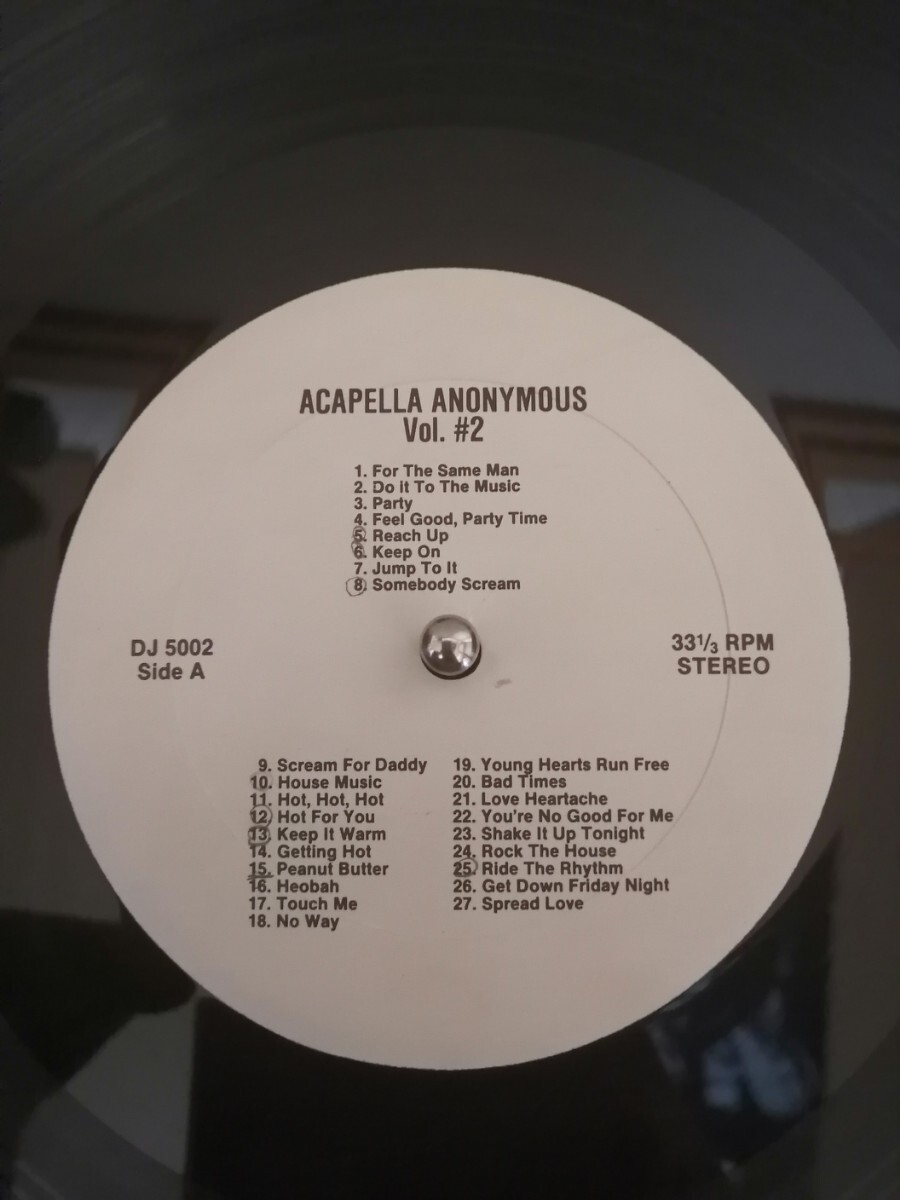 ACAPELLA ANONYMOUS
Vol. #2
1. For The Same Man
2. Do it To The Music
3. Party
4. Feel Good, Party Time
5. Reach Up
6. Keep On
7. Jump To It
8. Somebody Scream
DJ 5002
Side A
33 1/3 RPM
STEREO
9. Scream For Daddy
10. House Music
11. Hot, Hot, Hot
12. Hot For You
13. Keep It Warm
14. Getting Hot
15. Peanut Butter
16. Heobah
17. Touch Me
18. No Way
19. Young Hearts Run Free
20. Bad Times
21. Love Heartache
22. You're No Good For Me
23. Shake It Up Tonight
24. Rock The House
25. Ride The Rhythm
26. Get Down Friday Night
27. Spread Love